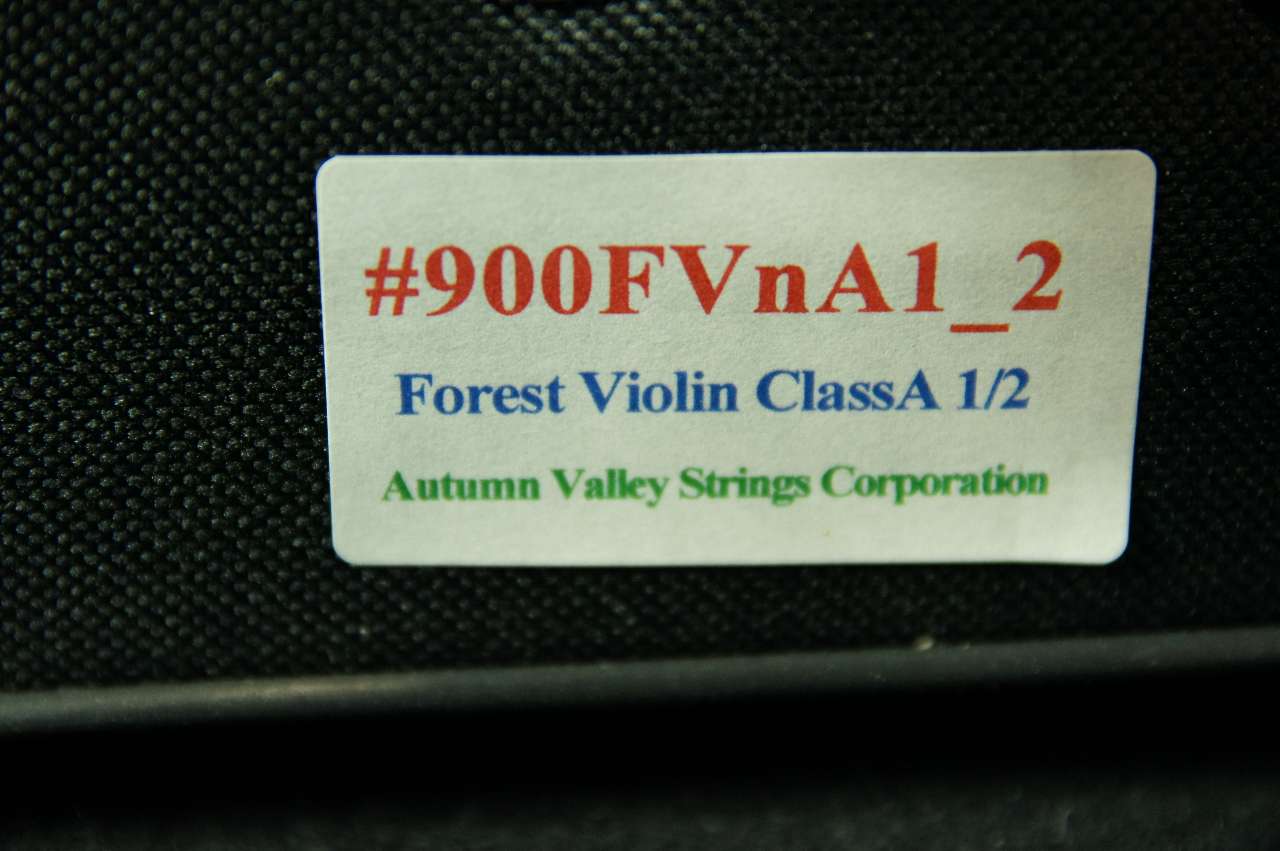 #900FVnA1_2
Forest Violin ClassA 1/2
Autumn Valley Strings Corporation